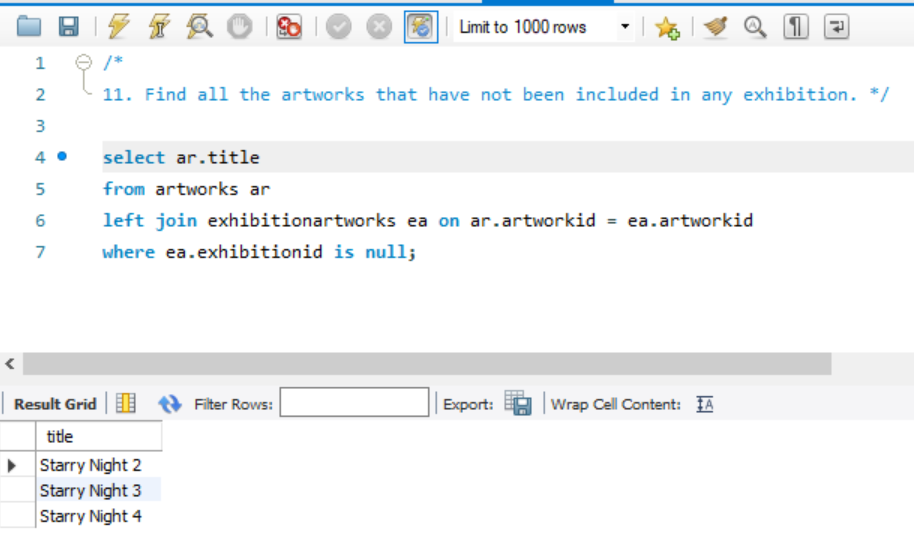 Limit to 1000 rows
1 /*
2 11. Find all the artworks that have not been included in any exhibition. */
3
4 select ar.title
5 from artworks ar
6 left join exhibitionartworks ea on ar.artworkid = ea.artworkid
7 where ea.exhibitionid is null;
Result Grid Filter Rows: Export: Wrap Cell Content:
title
Starry Night 2
Starry Night 3
Starry Night 4